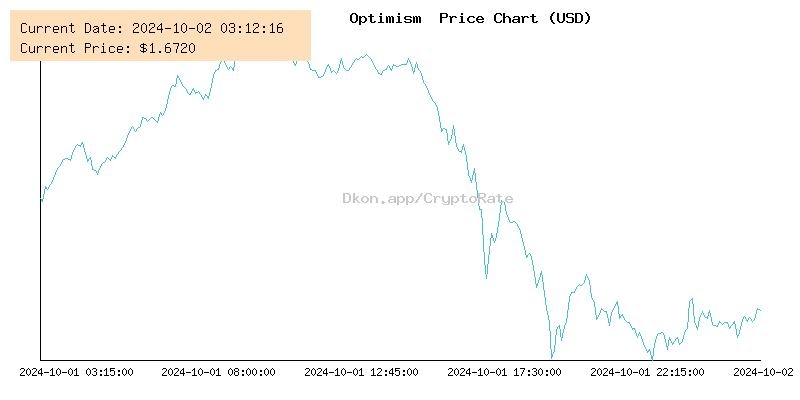 Optimism  Price Chart (USD)
Current Date: 2024-10-02 03:12:16
Current Price: $1.6720
Dkon.app/CryptoRate
2024-10-01 03:15:00 2024-10-01 08:00:00 2024-10-01 12:45:00 2024-10-01 17:30:00 2024-10-01 22:15:00 2024-10-02